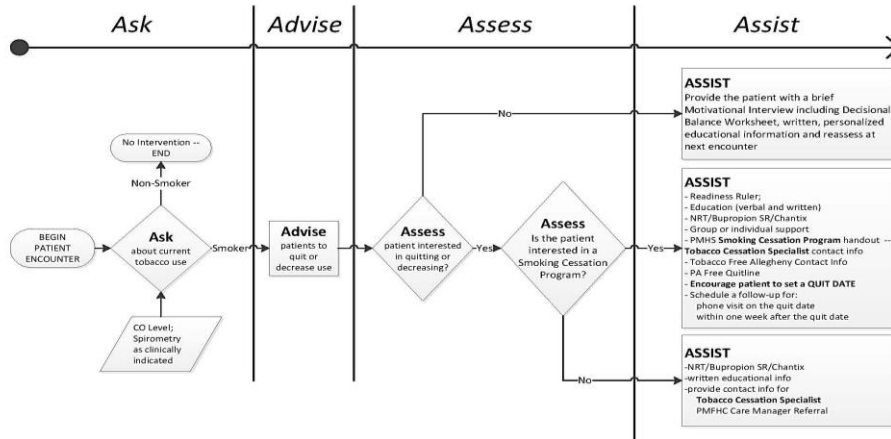 Ask
Advise
Assess
Assist
No Intervention --
END
Non-Smoker
BEGIN
PATIENT
ENCOUNTER
Ask
about current
tobacco use
Smoker
CO Level;
Spirometry
as clinically
indicated
Advise
patients to
quit or
decrease use
Assess
patient interested
in quitting or
decreasing?
No
Yes
Assess
Is the patient
interested in a
Smoking Cessation
Program?
Yes
No
ASSIST
Provide the patient with a brief
Motivational Interview including Decisional
Balance Worksheet, written, personalized
educational information and reassess at
next encounter
ASSIST
- Readiness Ruler;
- Education (verbal and written)
- NRT/Bupropion SR/Chantix
- Group or individual support
- PMHS Smoking Cessation Program handout --
Tobacco Cessation Specialist contact info
- Tobacco Free Allegheny Contact Info
- PA Free Quitline
- Encourage patient to set a QUIT DATE
- Schedule a follow-up for:
phone visit on the quit date
within one week after the quit date
ASSIST
-NRT/Bupropion SR/Chantix
-written educational info
-provide contact info for
Tobacco Cessation Specialist
PMFHC Care Manager Referral